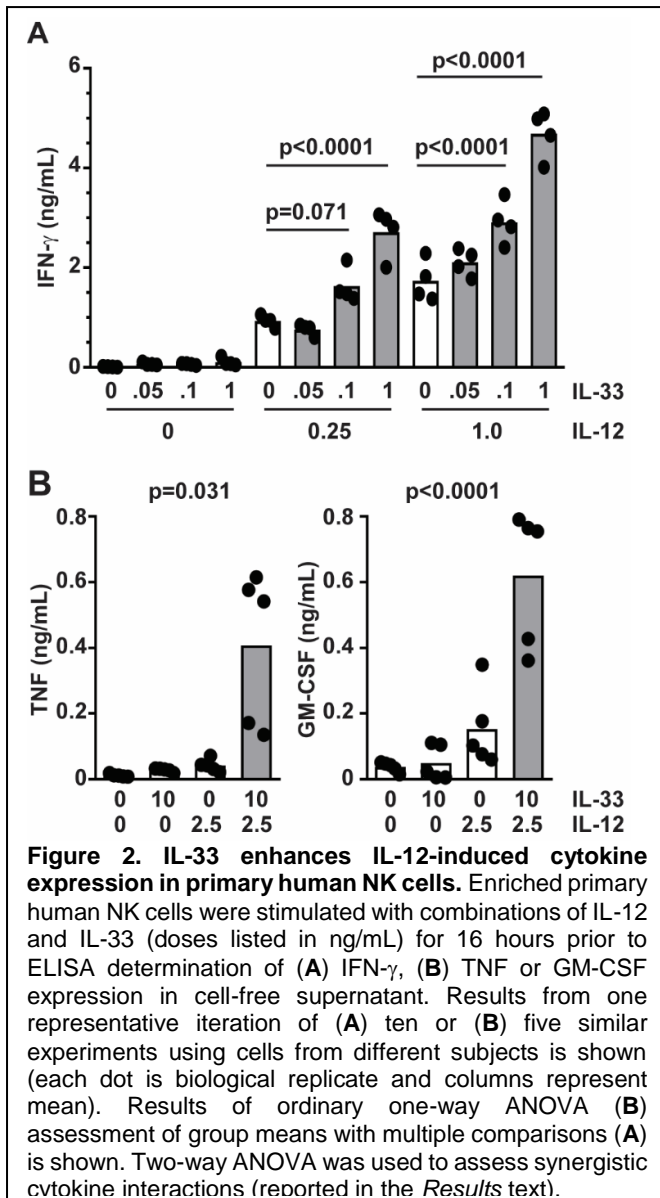 A
6
p<0.0001
p<0.0001
p<0.0001
4
p=0.071
IFN-γ (ng/mL)
2
0
0 .05 .1 1 0 .05 .1 1 0 .05 .1 1 IL-33
0 0.25 1.0 IL-12
B
p=0.031 p<0.0001
0.8 0.8
0.6 0.6
TNF (ng/mL) GM-CSF (ng/mL)
0.4 0.4
0.2 0.2
0 0
0 10 0 10 0 10 0 10 IL-33
0 0 2.5 2.5 0 0 2.5 2.5 IL-12
Figure 2. IL-33 enhances IL-12-induced cytokine
expression in primary human NK cells. Enriched primary
human NK cells were stimulated with combinations of IL-12
and IL-33 (doses listed in ng/mL) for 16 hours prior to
ELISA determination of (A) IFN-γ, (B) TNF or GM-CSF
expression in cell-free supernatant. Results from one
representative iteration of (A) ten or (B) five similar
experiments using cells from different subjects is shown
(each dot is biological replicate and columns represent
mean). Results of ordinary one-way ANOVA (B)
assessment of group means with multiple comparisons (A)
is shown. Two-way ANOVA was used to assess synergistic
cytokine interactions (reported in the Results text).